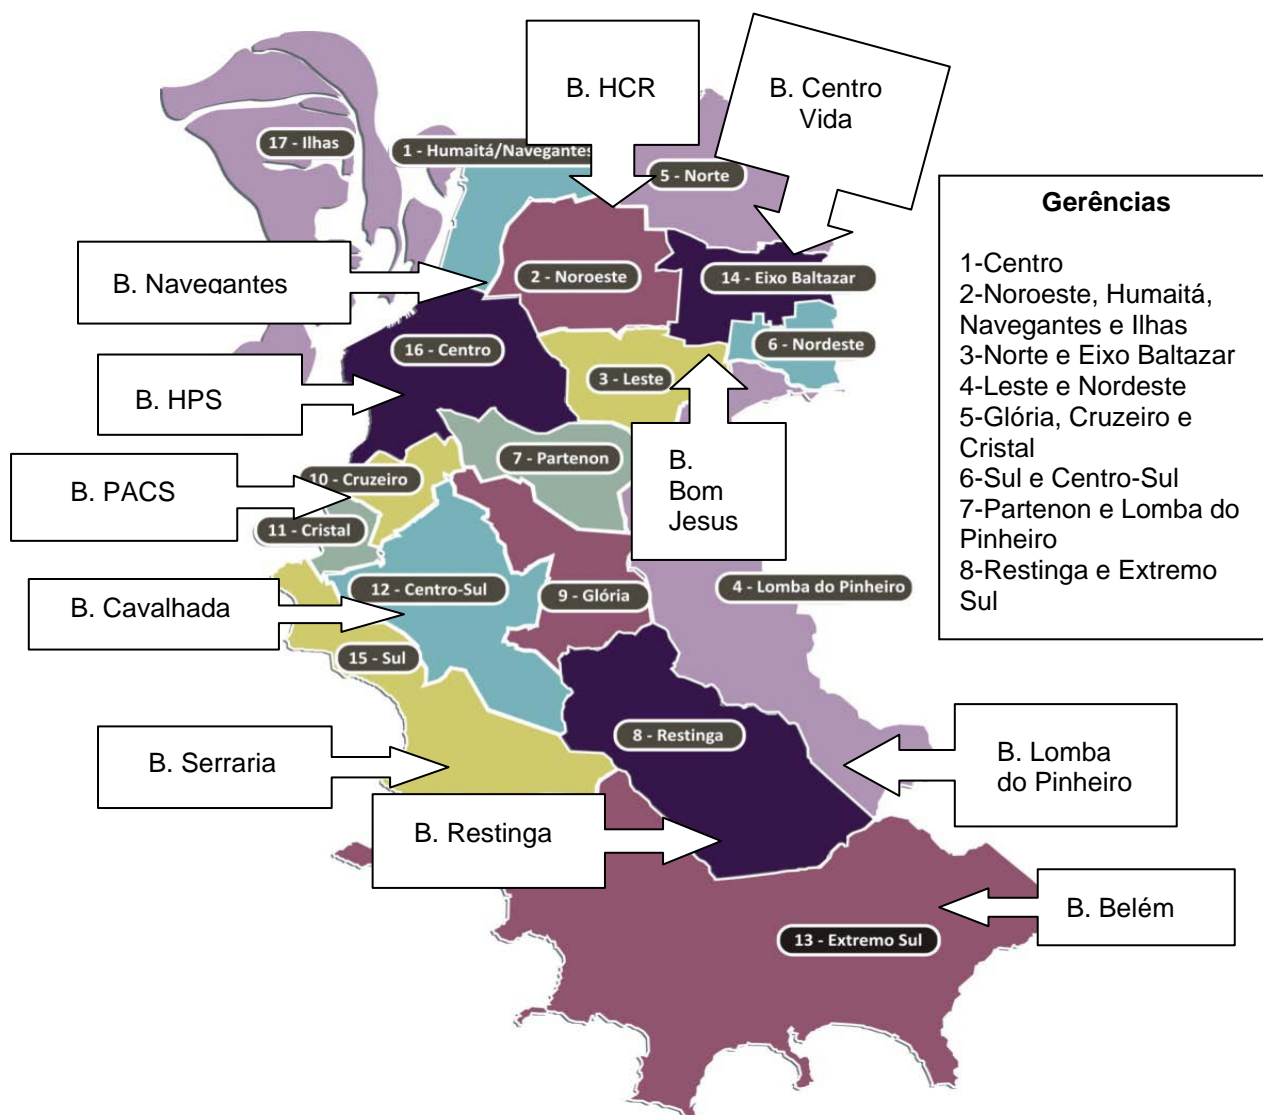 B. HCR
B. Centro
Vida
17 - Ilhas
1 - Humaitá/Navegantes
5 - Norte
Gerências
1-Centro
2-Noroeste, Humaitá,
Navegantes e Ilhas
3-Norte e Eixo Baltazar
4-Leste e Nordeste
5-Glória, Cruzeiro e
Cristal
6-Sul e Centro-Sul
7-Partenon e Lomba do
Pinheiro
8-Restinga e Extremo
Sul
B. Navegantes
2 - Noroeste
14 - Eixo Baltazar
16 - Centro
6 - Nordeste
3 - Leste
B. HPS
7 - Partenon
B.
Bom
Jesus
B. PACS
10 - Cruzeiro
11 - Cristal
B. Cavalhada
12 - Centro-Sul
9 - Glória
4 - Lomba do Pinheiro
15 - Sul
8 - Restinga
B. Serraria
B. Lomba
do Pinheiro
B. Restinga
B. Belém
13 - Extremo Sul